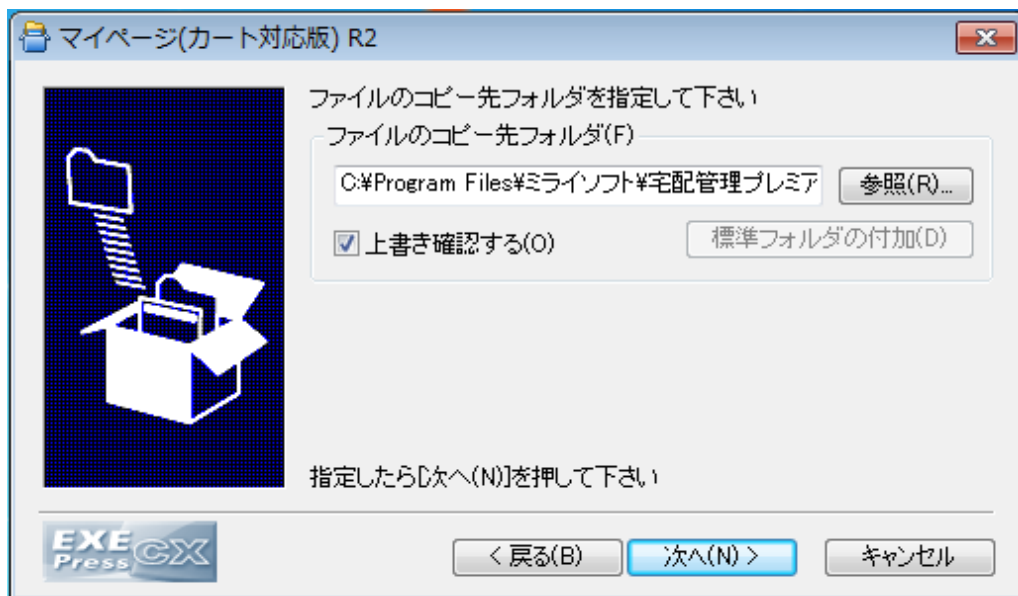 マイページ(カート対応版) R2
ファイルのコピー先フォルダを指定して下さい
ファイルのコピー先フォルダ(F)
C:¥Program Files¥ミライソフト¥宅配管理プレミア
参照(R)...
上書き確認する(O)
標準フォルダの付加(D)
指定したら[次へ(N)]を押して下さい
EXE Press CX
< 戻る(B)
次へ(N) >
キャンセル